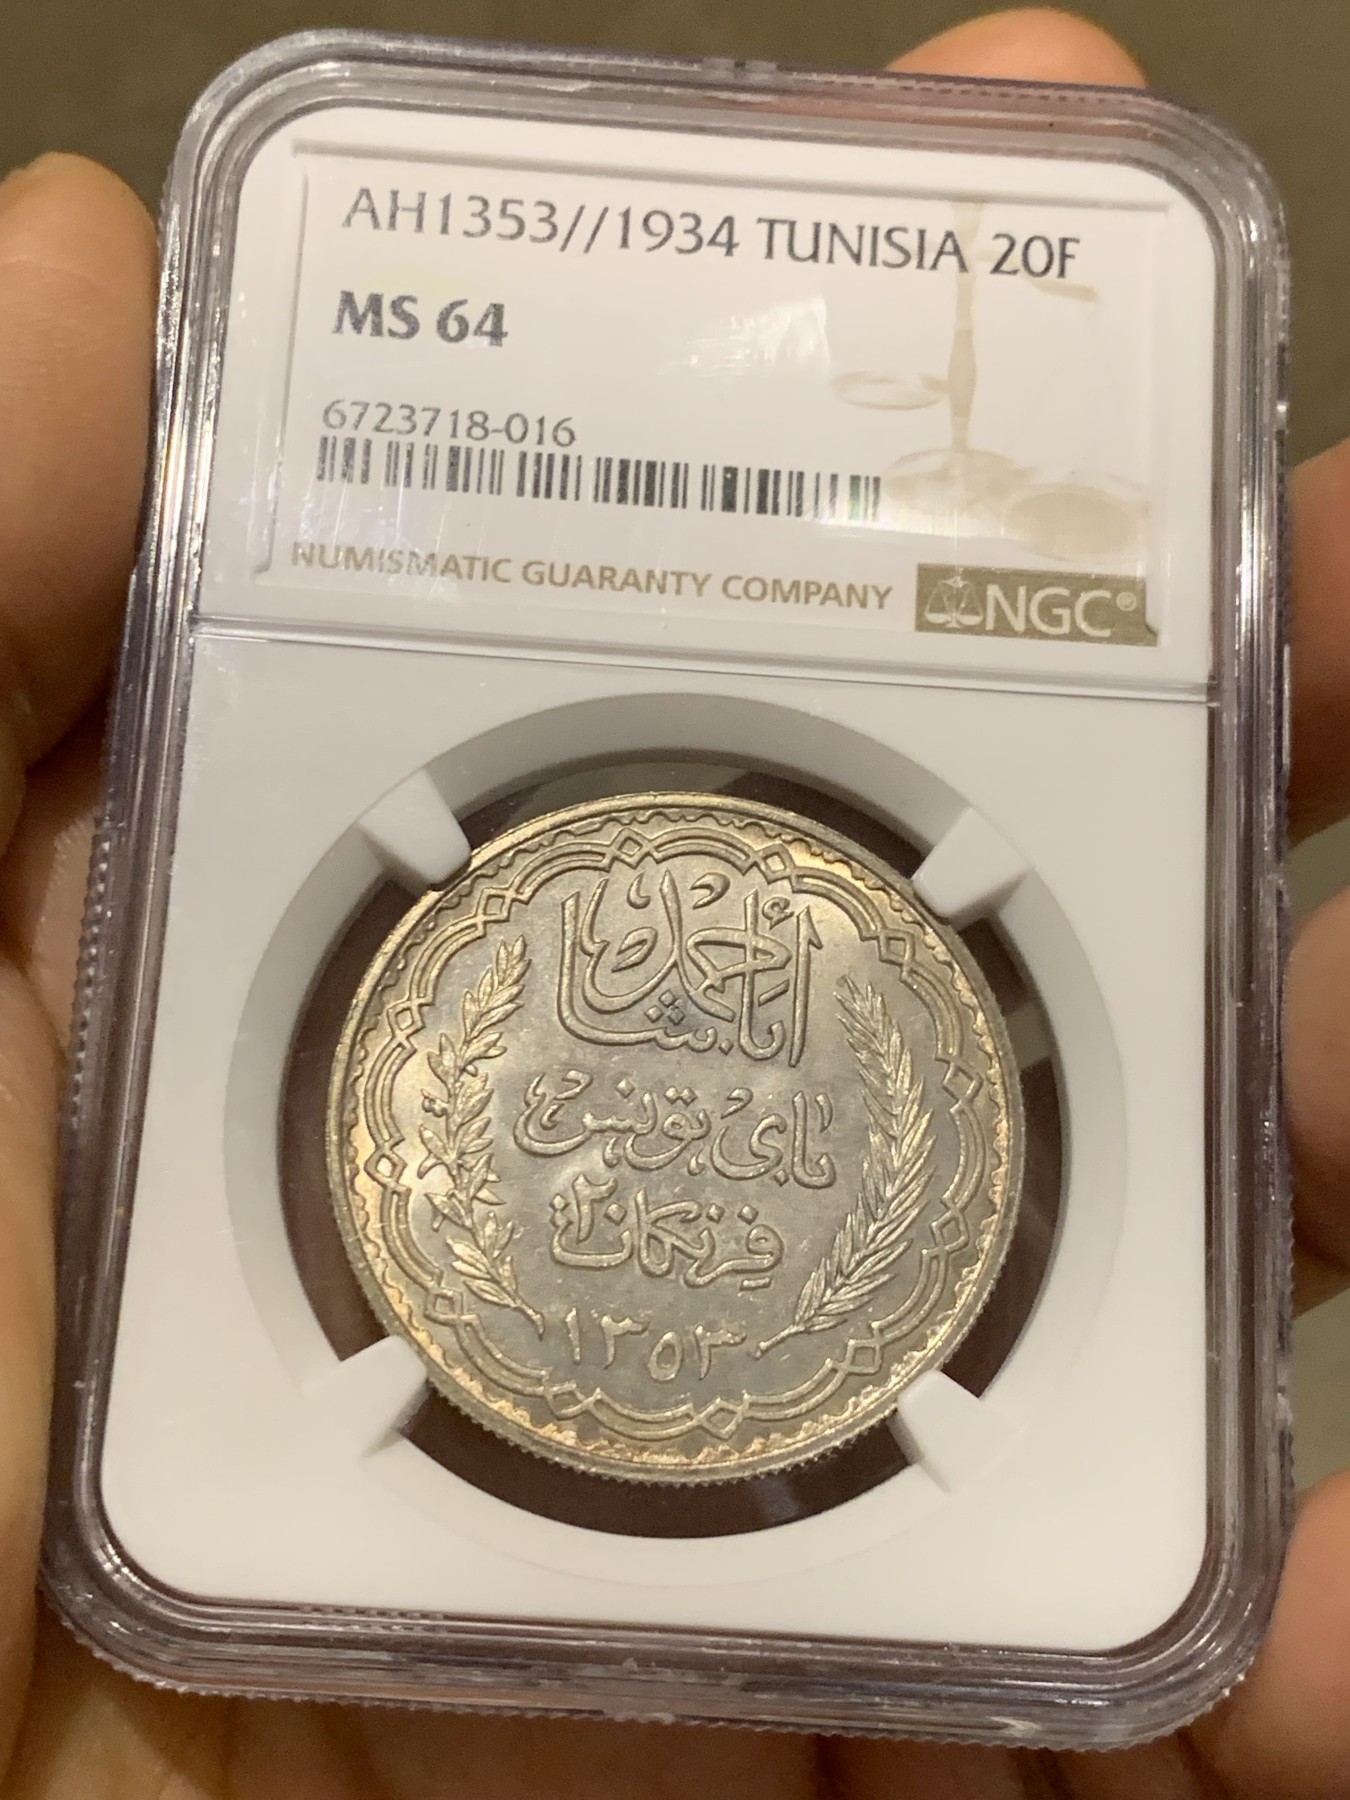 AH1353//1934 TUNISIA 20F
MS 64
6723718-016
NUMISMATIC GUARANTY COMPANY NGC®
أحمد
باشا
باي تونس
٢٠ فرنكات
١٣٥٣